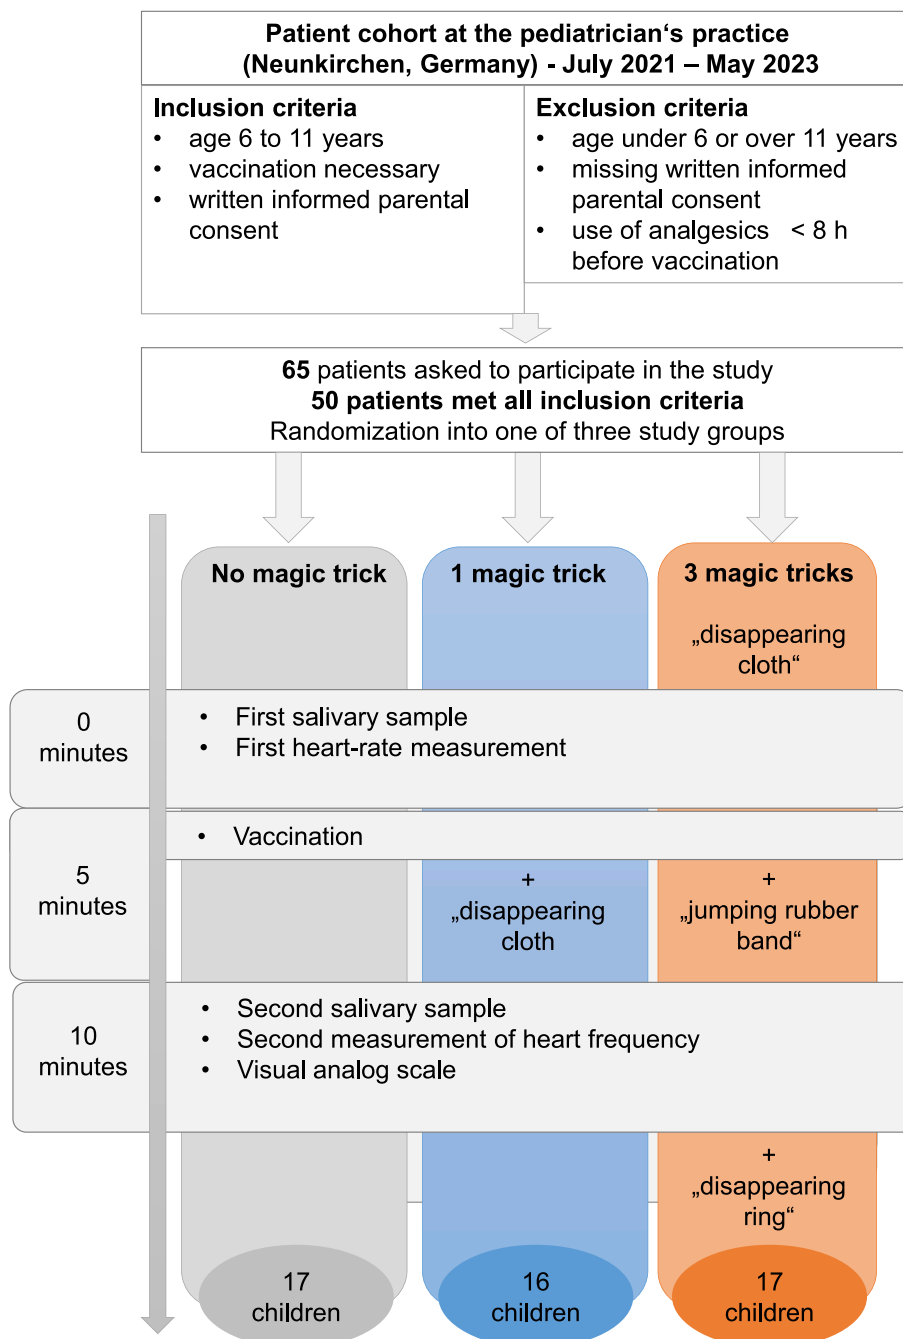 Patient cohort at the pediatrician‘s practice
(Neunkirchen, Germany) - July 2021 – May 2023
Inclusion criteria
• age 6 to 11 years
• vaccination necessary
• written informed parental
consent
Exclusion criteria
• age under 6 or over 11 years
• missing written informed
parental consent
• use of analgesics < 8 h
before vaccination
65 patients asked to participate in the study
50 patients met all inclusion criteria
Randomization into one of three study groups
No magic trick
1 magic trick
3 magic tricks
„disappearing
cloth“
0
minutes
• First salivary sample
• First heart-rate measurement
5
minutes
• Vaccination
+
„disappearing
cloth
+
„jumping rubber
band“
10
minutes
• Second salivary sample
• Second measurement of heart frequency
• Visual analog scale
+
„disappearing
ring“
17
children
16
children
17
children